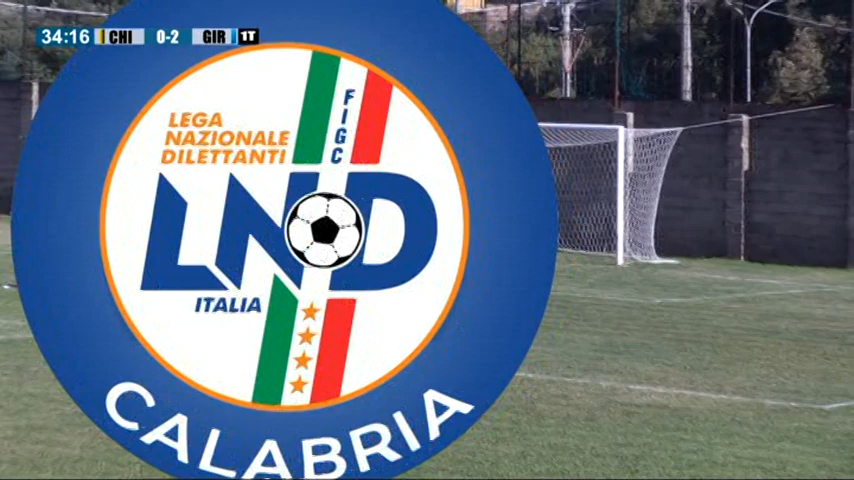 34:16 CHI 0-2 GIR 1T
LEGA
NAZIONALE
DILETTANTI
FIGC
LND
ITALIA
CALABRIA